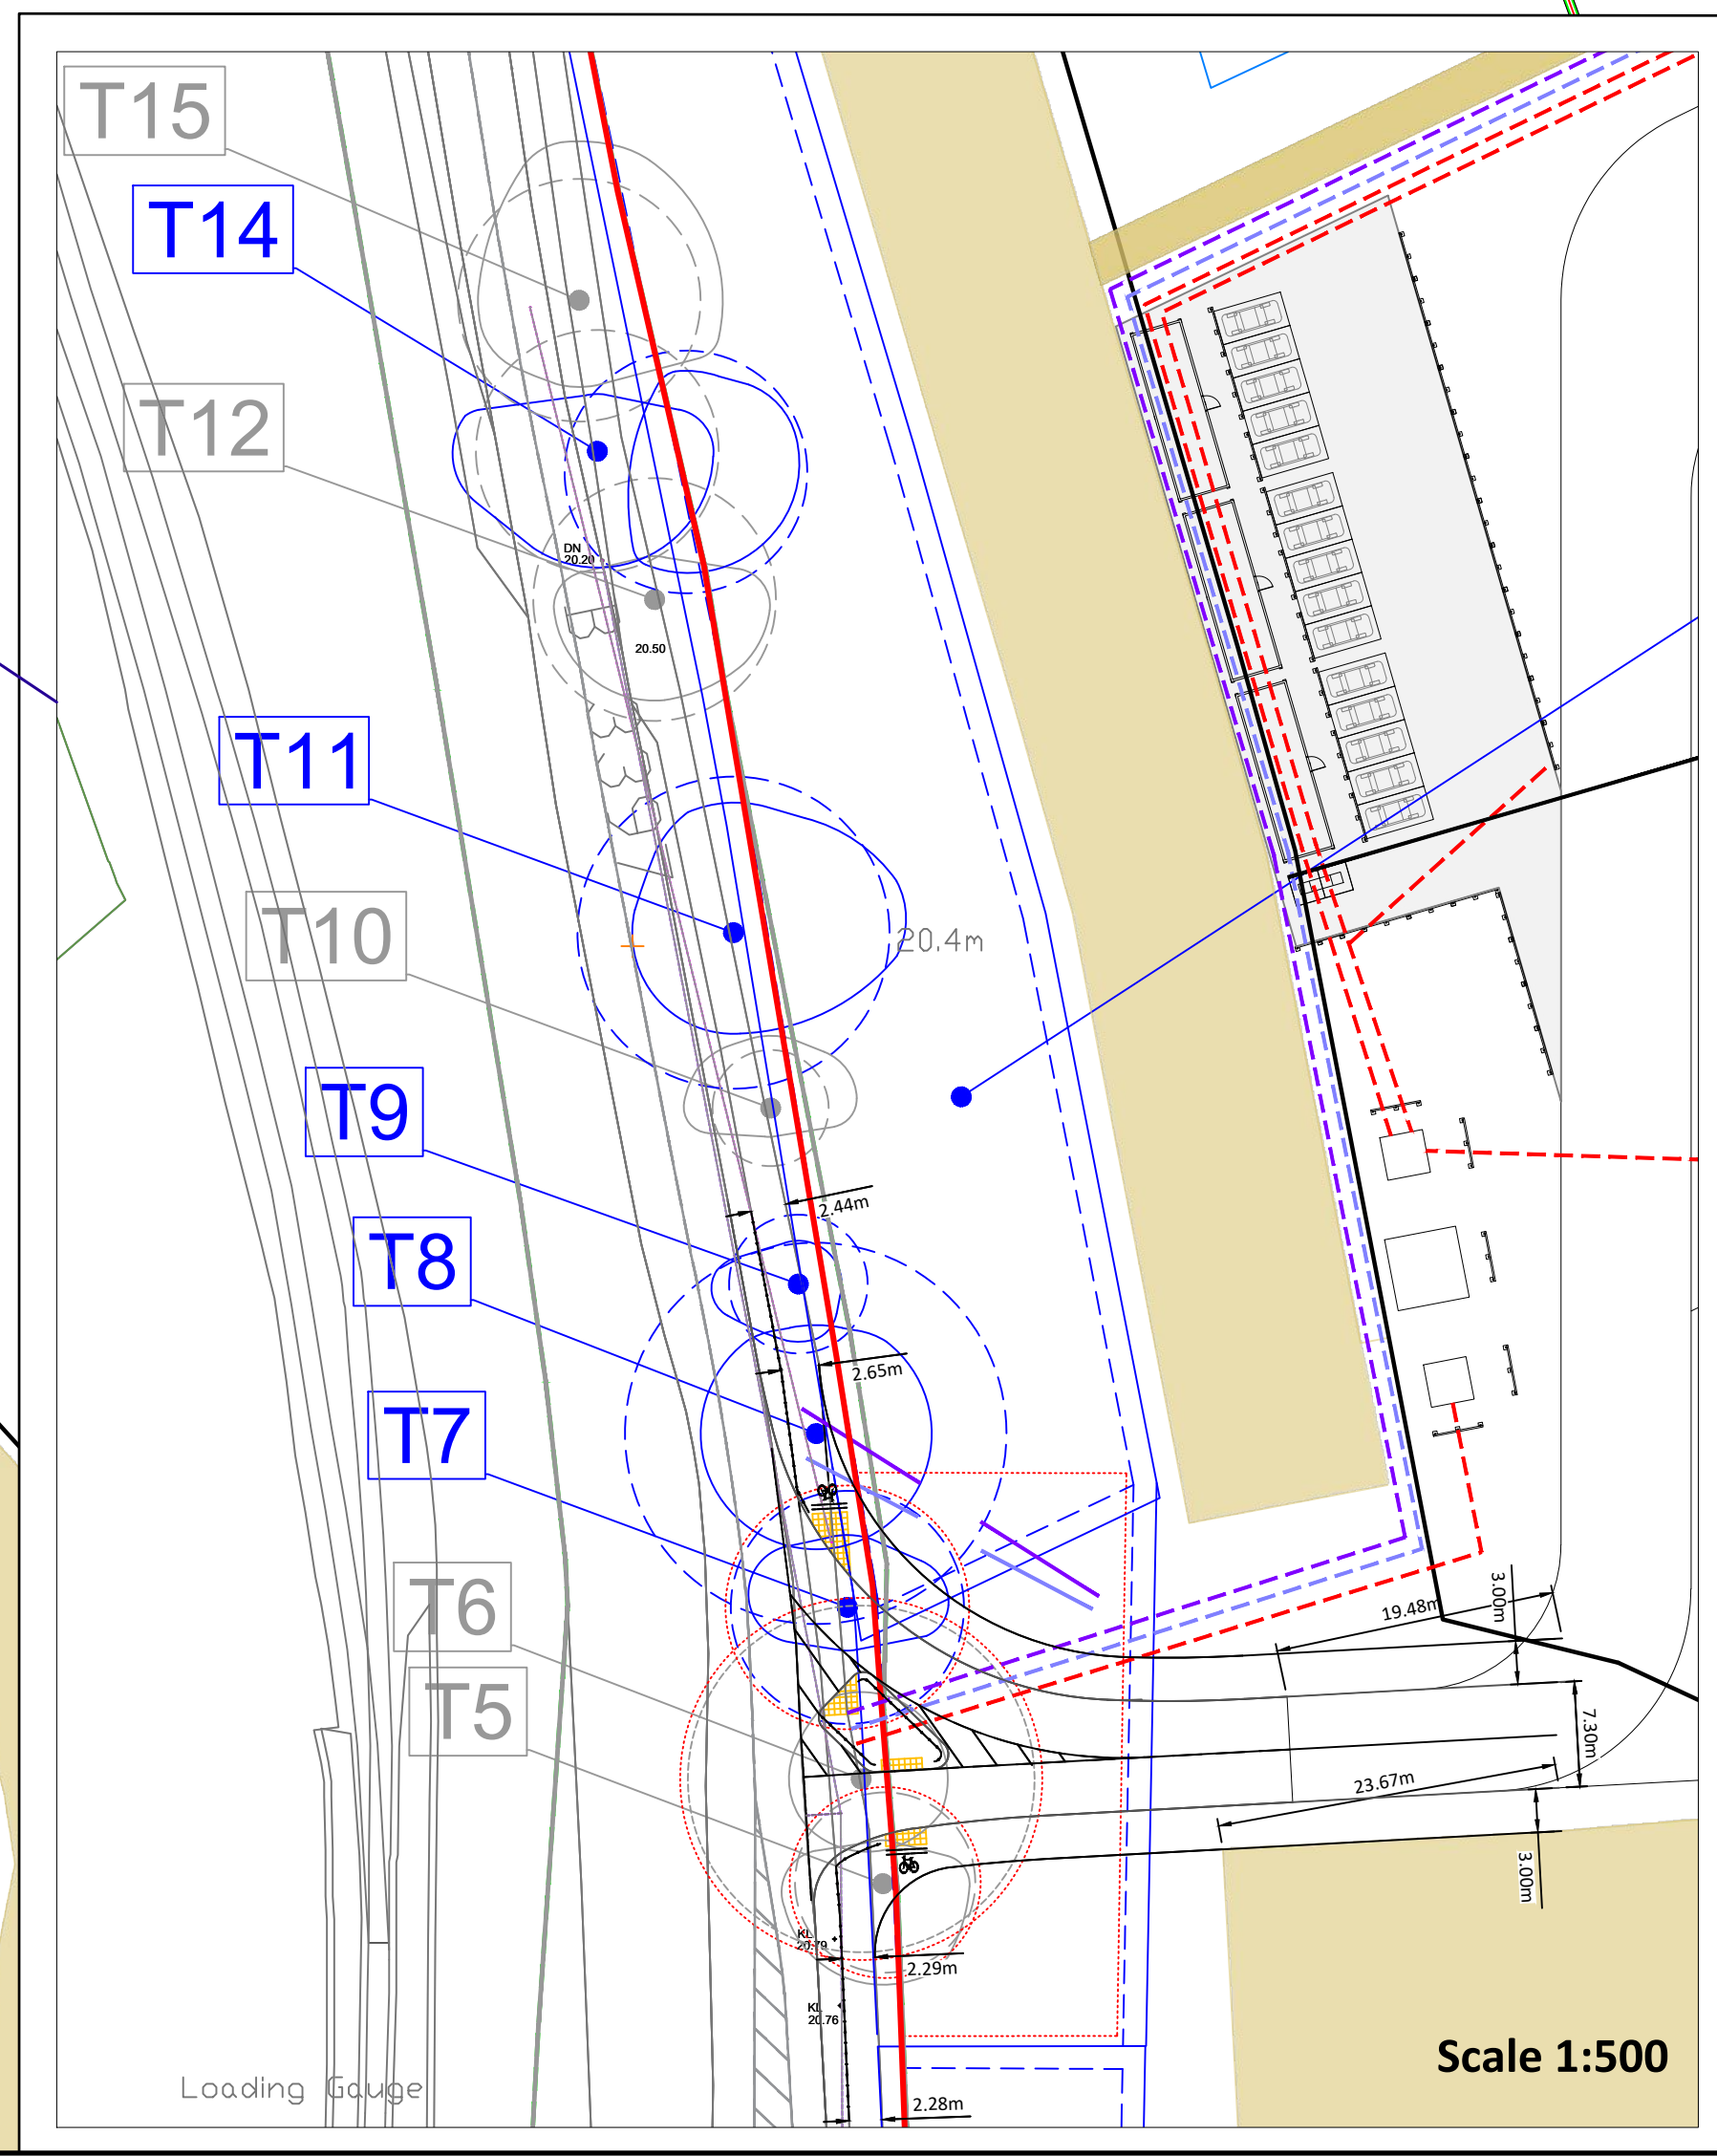 T15
T14
T12
DN
20.20
20.50
T11
T10
20.4m
T9
2.44m
T8
2.65m
T7
T6
3.00m
19.48m
T5
7.30m
23.67m
3.00m
KL
20.79
2.29m
KL
20.76
Scale 1:500
Loading Gauge
2.28m